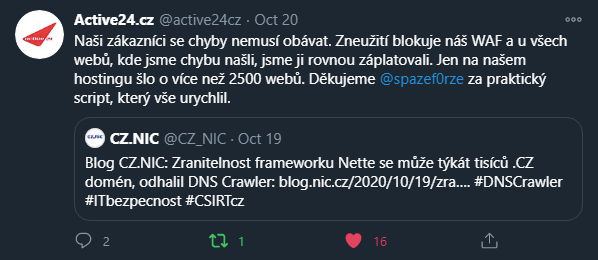 Active24.cz @active24cz · Oct 20
Naši zákazníci se chyby nemusí obávat. Zneužití blokuje náš WAF a u všech
webů, kde jsme chybu našli, jsme ji rovnou záplatovali. Jen na našem
hostingu šlo o více než 2500 webů. Děkujeme @spazef0rze za praktický
script, který vše urychlil.
CZ.NIC @CZ_NIC · Oct 19
Blog CZ.NIC: Zranitelnost frameworku Nette se může týkát tisíců .CZ
domén, odhalil DNS Crawler: blog.nic.cz/2020/10/19/zra.... #DNSCrawler
#ITbezpecnost #CSIRTcz
2 1 16